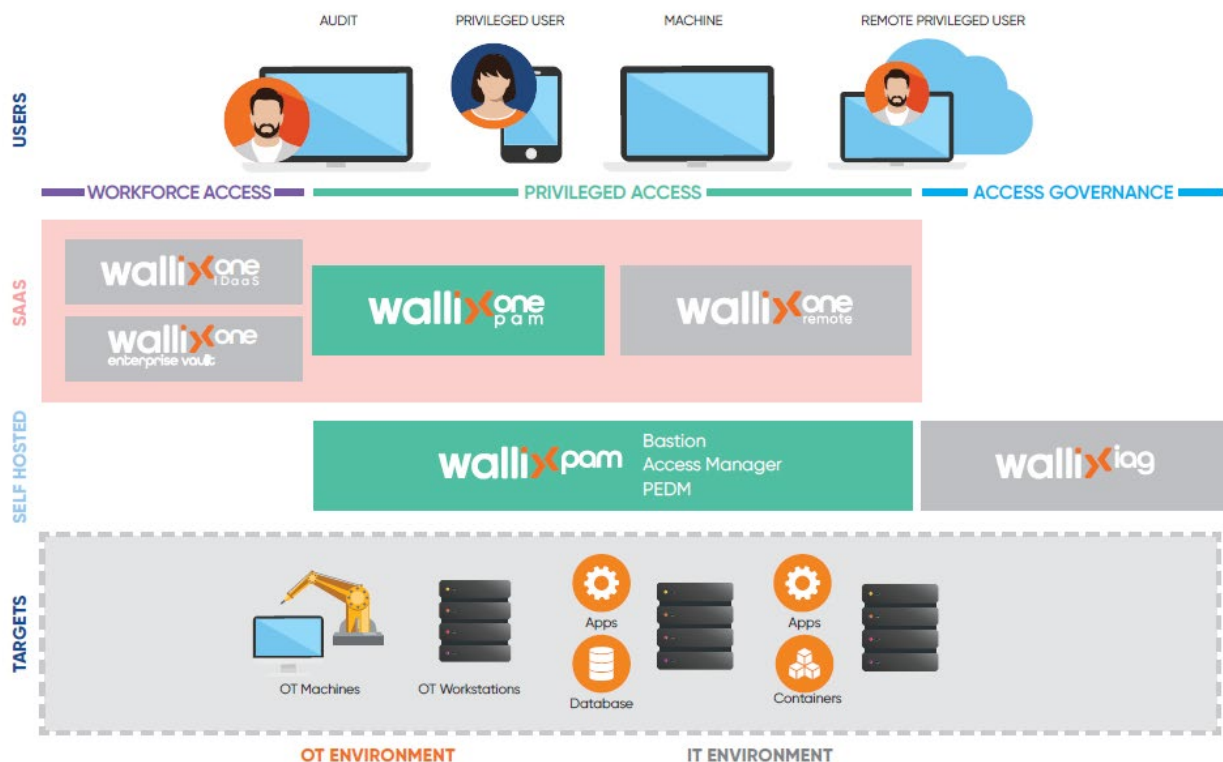 AUDIT
PRIVILEGED USER
MACHINE
REMOTE PRIVILEGED USER
USERS
WORKFORCE ACCESS
PRIVILEGED ACCESS
ACCESS GOVERNANCE
SAAS
wallix one
IDaaS
wallix one
enterprise vault
wallix one
pam
wallix one
remote
SELF HOSTED
wallix pam
Bastion
Access Manager
PEDM
wallix iag
TARGETS
OT Machines
OT Workstations
Apps
Database
Apps
Containers
OT ENVIRONMENT
IT ENVIRONMENT